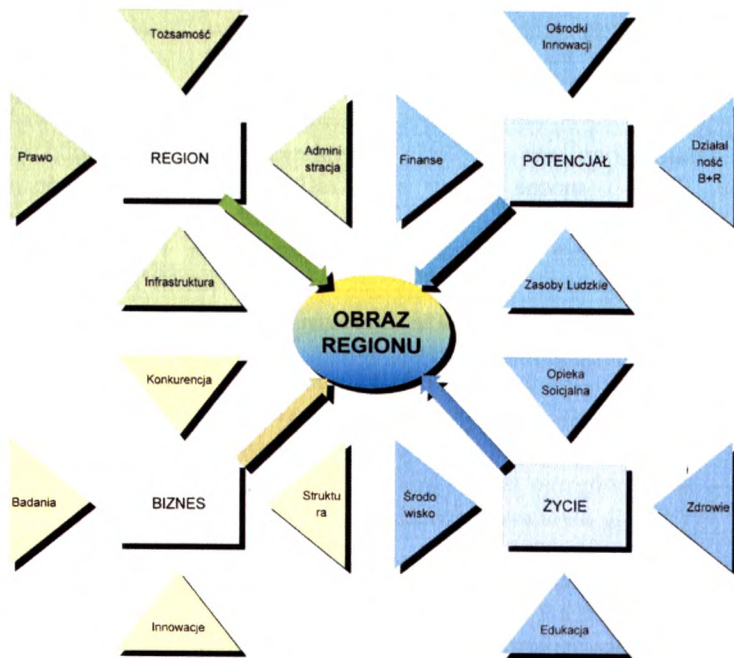 Tożsamość
Prawo
REGION
Admini
stracja
Infrastruktura
Ośrodki
Innowacji
Finanse
POTENCJAŁ
Działal
ność
B+R
Zasoby Ludzkie
OBRAZ
REGIONU
Konkurencja
Badania
BIZNES
Struktu
ra
Innowacje
Opieka
Soicjalna
Środo
wisko
ŻYCIE
Zdrowie
Edukacja